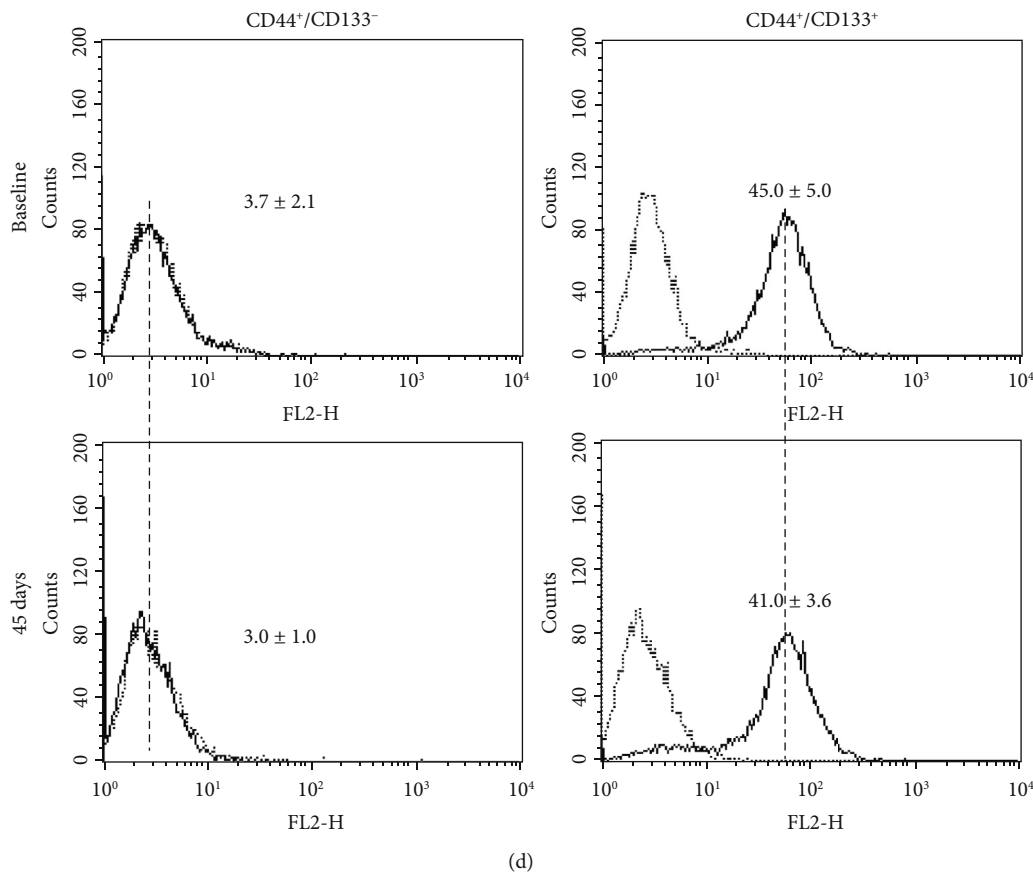 CD44⁺/CD133⁻
200
160
120
80
40
0
Baseline
Counts
3.7 ± 2.1
10⁰ 10¹ 10² 10³ 10⁴
FL2-H
CD44⁺/CD133⁺
200
160
120
80
40
0
Counts
45.0 ± 5.0
10⁰ 10¹ 10² 10³ 10⁴
FL2-H
200
160
120
80
40
0
45 days
Counts
3.0 ± 1.0
10⁰ 10¹ 10² 10³ 10⁴
FL2-H
200
160
120
80
40
0
Counts
41.0 ± 3.6
10⁰ 10¹ 10² 10³ 10⁴
FL2-H
(d)